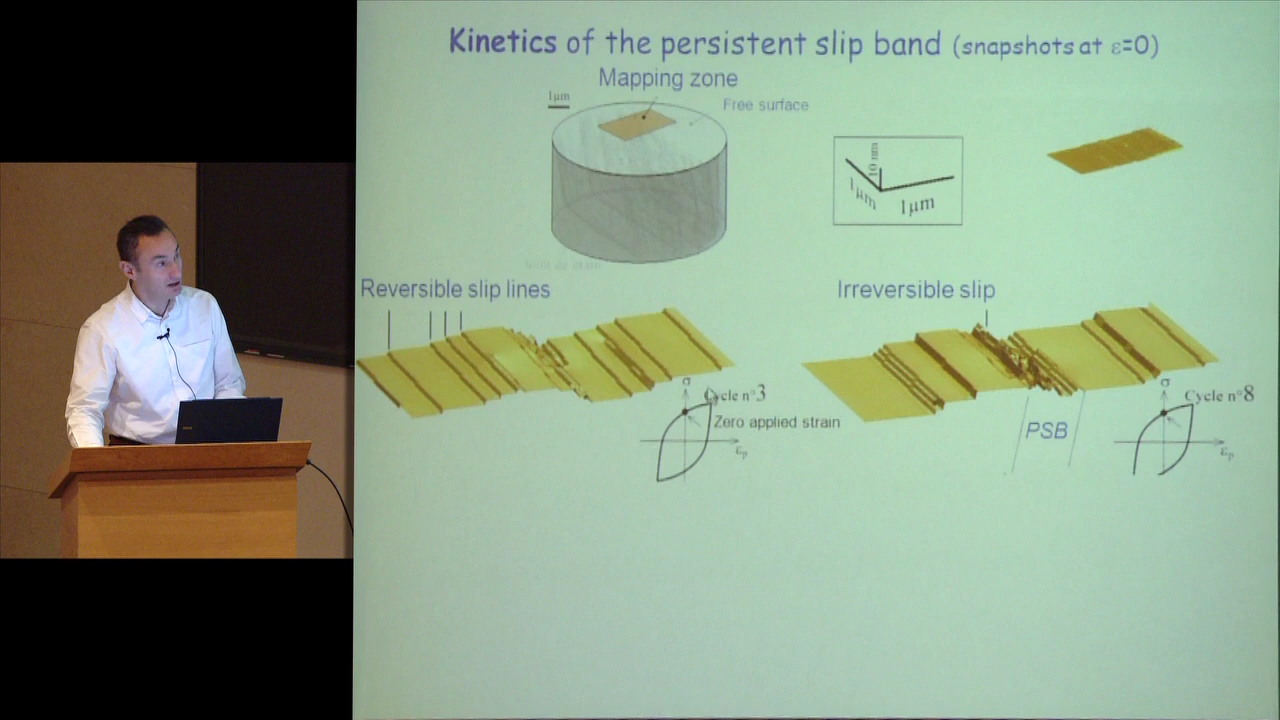 Kinetics of the persistent slip band (snapshots at ε=0)
Mapping zone
1μm
Free surface
10 nm
1μm
1μm
Reversible slip lines
Irreversible slip
σ
Cycle n°3
Zero applied strain
εp
PSB
σ
Cycle n°8
εp